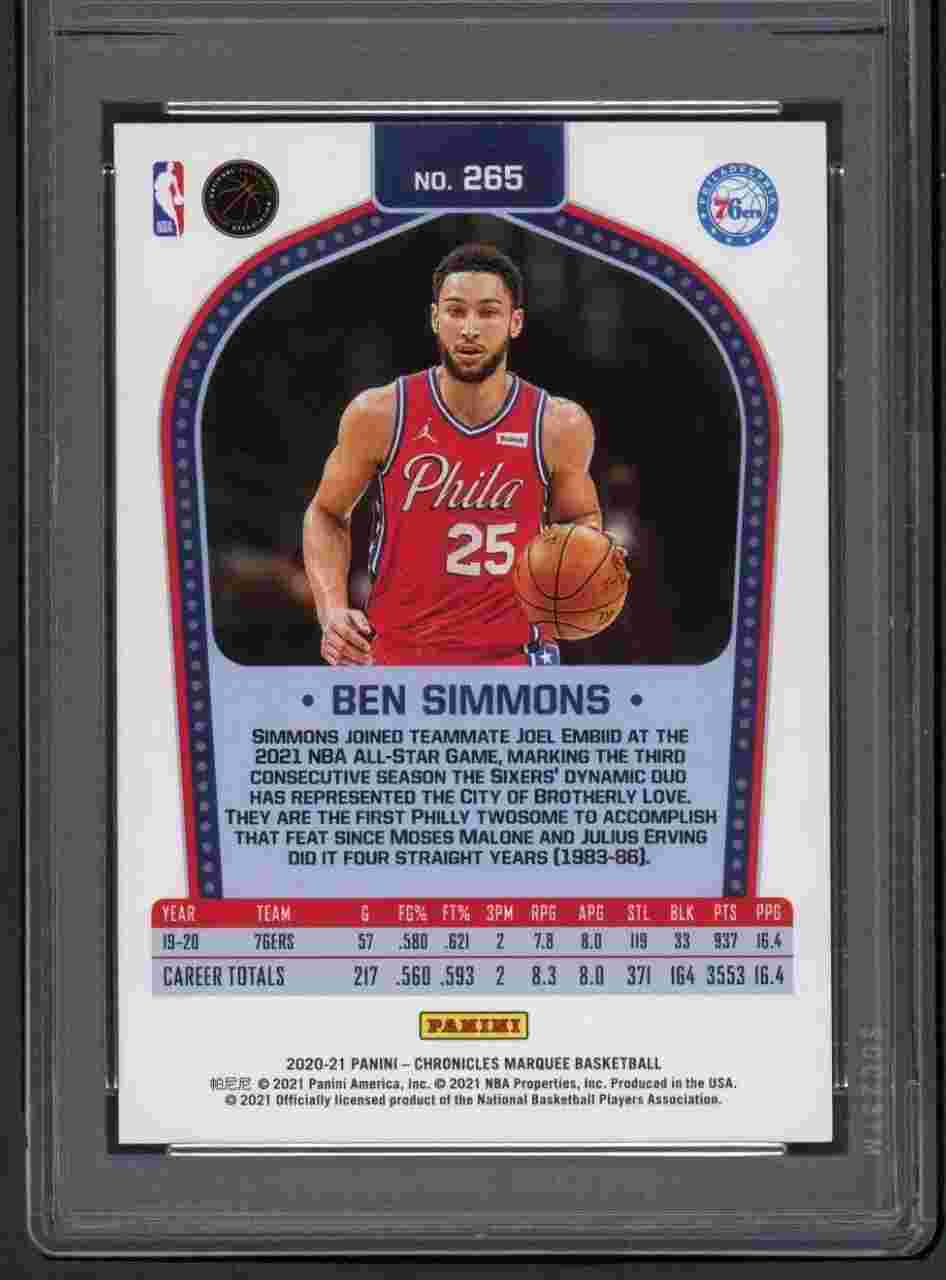 NO. 265
PHILADELPHIA
76ers
Phila
25
• BEN SIMMONS •
SIMMONS JOINED TEAMMATE JOEL EMBIID AT THE
2021 NBA ALL-STAR GAME, MARKING THE THIRD
CONSECUTIVE SEASON THE SIXERS' DYNAMIC DUO
HAS REPRESENTED THE CITY OF BROTHERLY LOVE.
THEY ARE THE FIRST PHILLY TWOSOME TO ACCOMPLISH
THAT FEAT SINCE MOSES MALONE AND JULIUS ERVING
DID IT FOUR STRAIGHT YEARS (1983-86).
YEAR TEAM G FG% FT% 3PM RPG APG STL BLK PTS PPG
19-20 76ERS 57 .580 .621 2 7.8 8.0 119 33 937 16.4
CAREER TOTALS 217 .560 .593 2 8.3 8.0 371 164 3553 16.4
PANINI
2020-21 PANINI – CHRONICLES MARQUEE BASKETBALL
帕尼尼 © 2021 Panini America, Inc. © 2021 NBA Properties, Inc. Produced in the USA.
© 2021 Officially licensed product of the National Basketball Players Association.